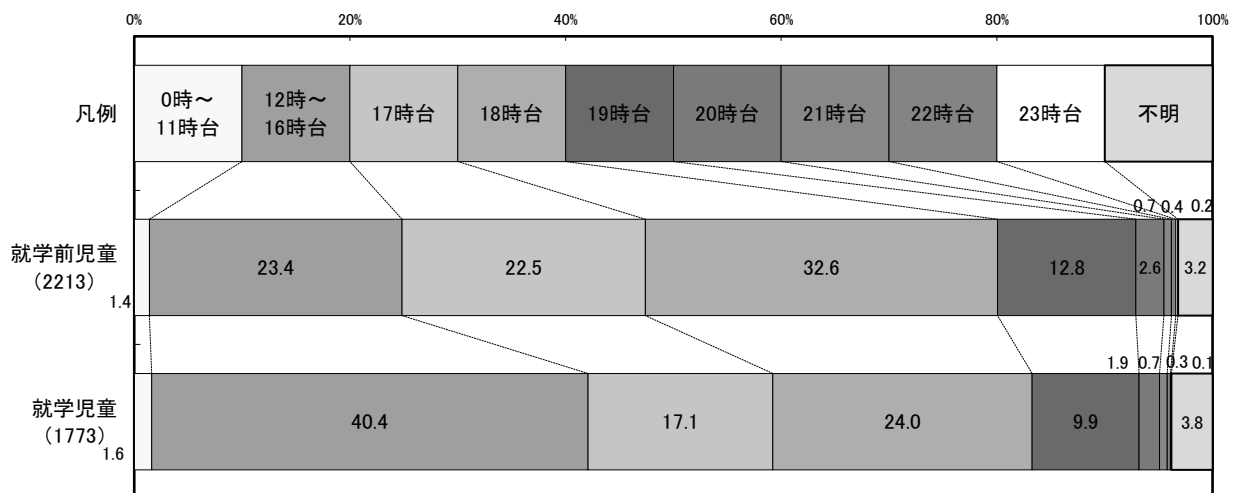 0% 20% 40% 60% 80% 100%
凡例
0時～
11時台
12時～
16時台
17時台
18時台
19時台
20時台
21時台
22時台
23時台
不明
0.7 0.4 0.2
就学前児童
（2213）
1.4
23.4 22.5 32.6 12.8 2.6 3.2
1.9 0.7 0.3 0.1
就学児童
（1773）
1.6
40.4 17.1 24.0 9.9 3.8